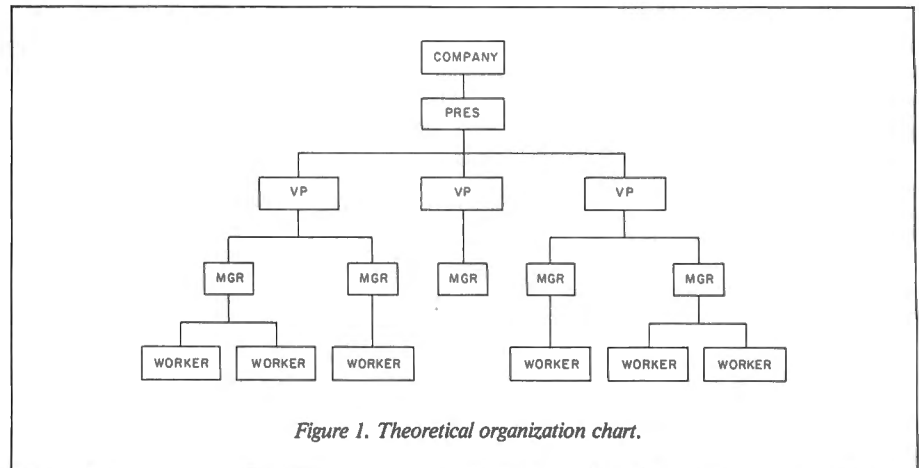 COMPANY
PRES
VP VP VP
MGR MGR MGR MGR MGR
WORKER WORKER WORKER WORKER WORKER WORKER
Figure 1. Theoretical organization chart.